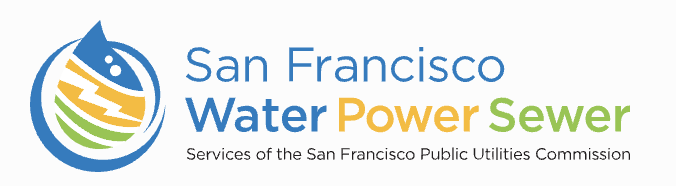 San Francisco
Water Power Sewer
Services of the San Francisco Public Utilities Commission